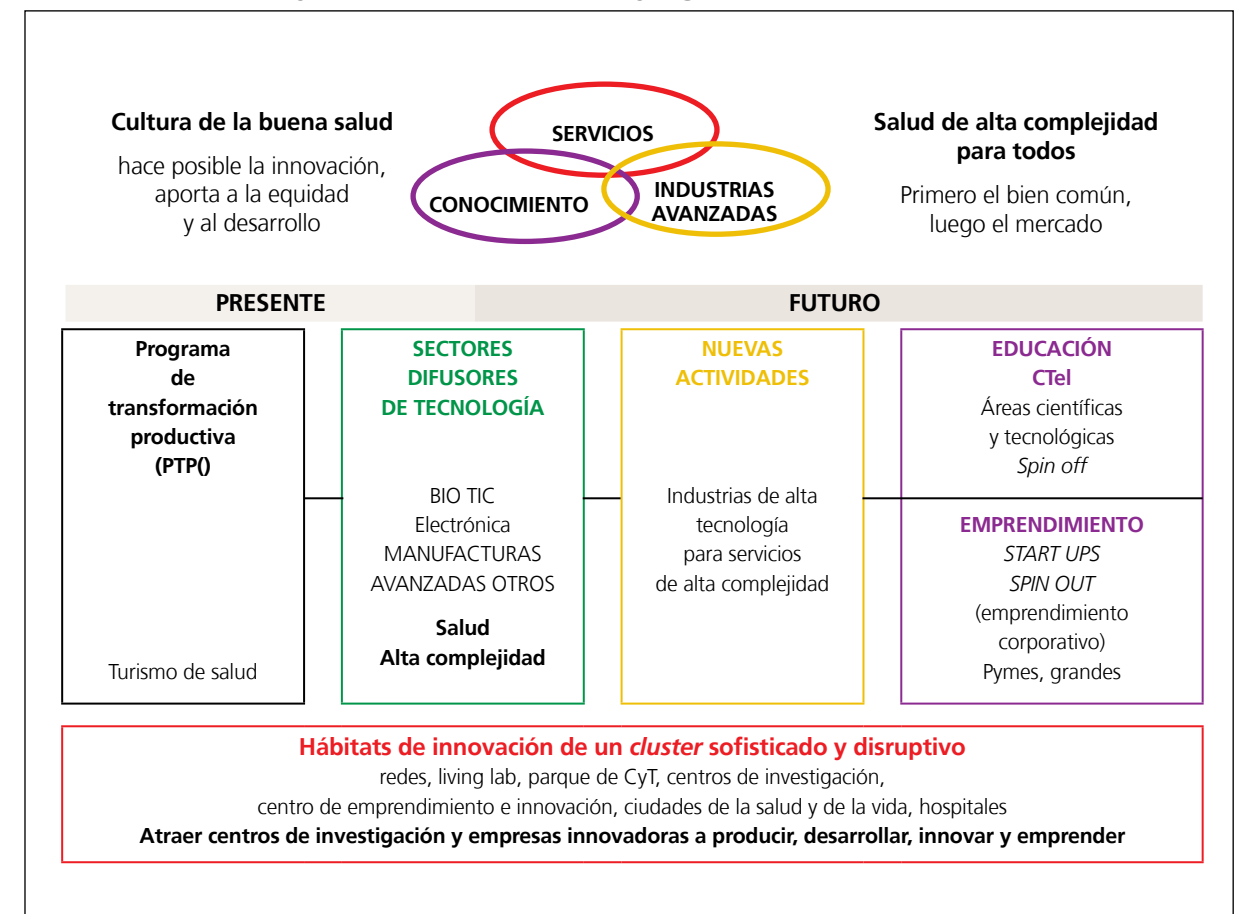 Cultura de la buena salud
hace posible la innovación,
aporta a la equidad
y al desarrollo
SERVICIOS
CONOCIMIENTO
INDUSTRIAS
AVANZADAS
Salud de alta complejidad
para todos
Primero el bien común,
luego el mercado
PRESENTE
FUTURO
Programa
de
transformación
productiva
(PTP()
Turismo de salud
SECTORES
DIFUSORES
DE TECNOLOGÍA
BIO TIC
Electrónica
MANUFACTURAS
AVANZADAS OTROS
Salud
Alta complejidad
NUEVAS
ACTIVIDADES
Industrias de alta
tecnología
para servicios
de alta complejidad
EDUCACIÓN
CTel
Áreas científicas
y tecnológicas
Spin off
EMPRENDIMIENTO
START UPS
SPIN OUT
(emprendimiento
corporativo)
Pymes, grandes
Hábitats de innovación de un cluster sofisticado y disruptivo
redes, living lab, parque de CyT, centros de investigación,
centro de emprendimiento e innovación, ciudades de la salud y de la vida, hospitales
Atraer centros de investigación y empresas innovadoras a producir, desarrollar, innovar y emprender